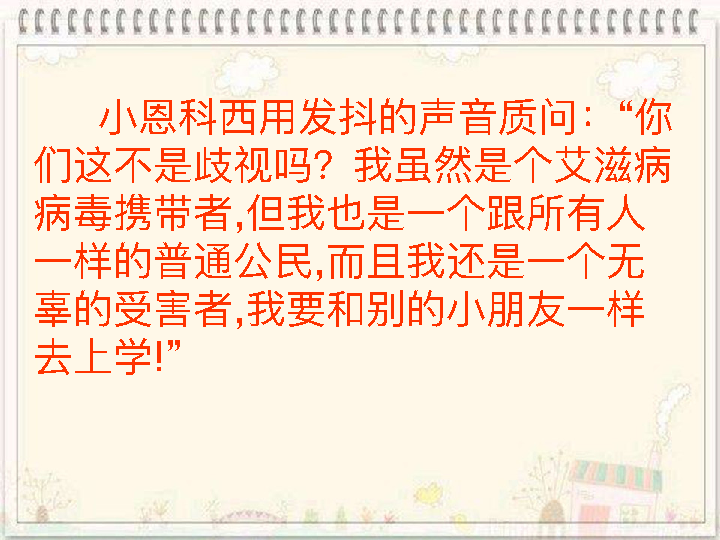 小恩科西用发抖的声音质问：“你
们这不是歧视吗？我虽然是个艾滋病
病毒携带者,但我也是一个跟所有人
一样的普通公民,而且我还是一个无
辜的受害者,我要和别的小朋友一样
去上学!”